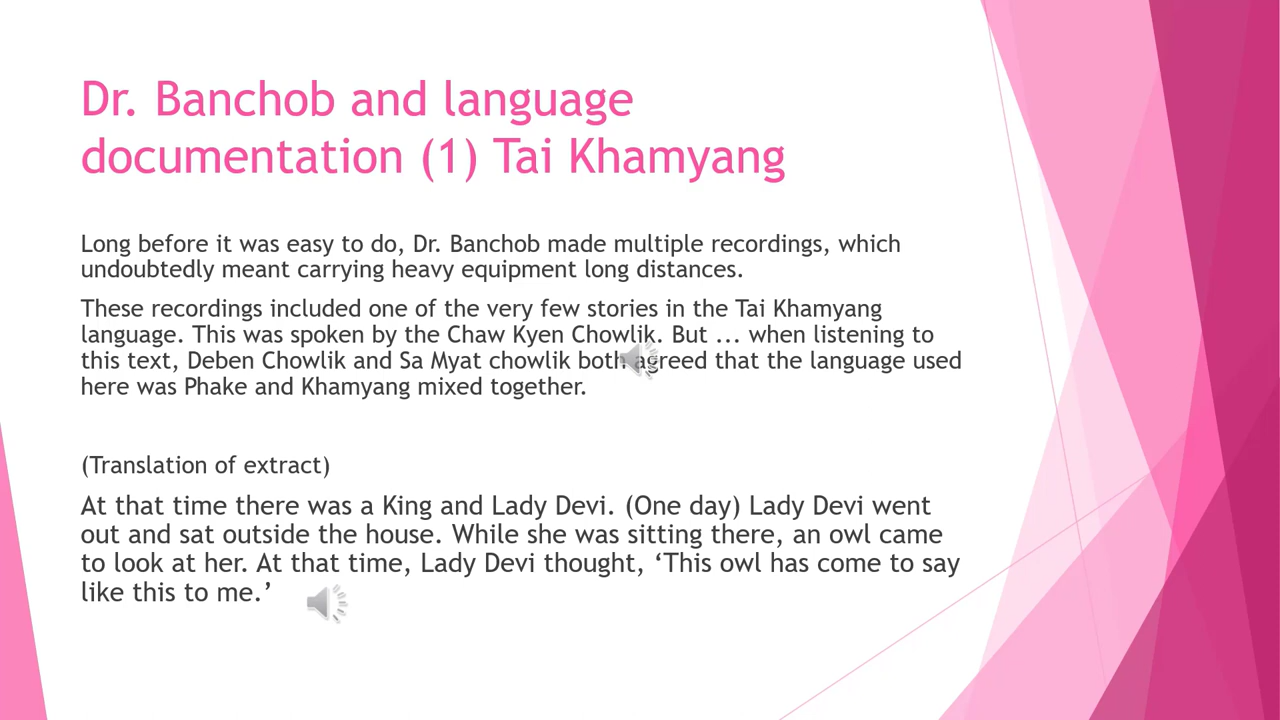 Dr. Banchob and language
documentation (1) Tai Khamyang
Long before it was easy to do, Dr. Banchob made multiple recordings, which
undoubtedly meant carrying heavy equipment long distances.
These recordings included one of the very few stories in the Tai Khamyang
language. This was spoken by the Chaw Kyen Chowlik. But ... when listening to
this text, Deben Chowlik and Sa Myat chowlik both agreed that the language used
here was Phake and Khamyang mixed together.
(Translation of extract)
At that time there was a King and Lady Devi. (One day) Lady Devi went
out and sat outside the house. While she was sitting there, an owl came
to look at her. At that time, Lady Devi thought, ‘This owl has come to say
like this to me.’